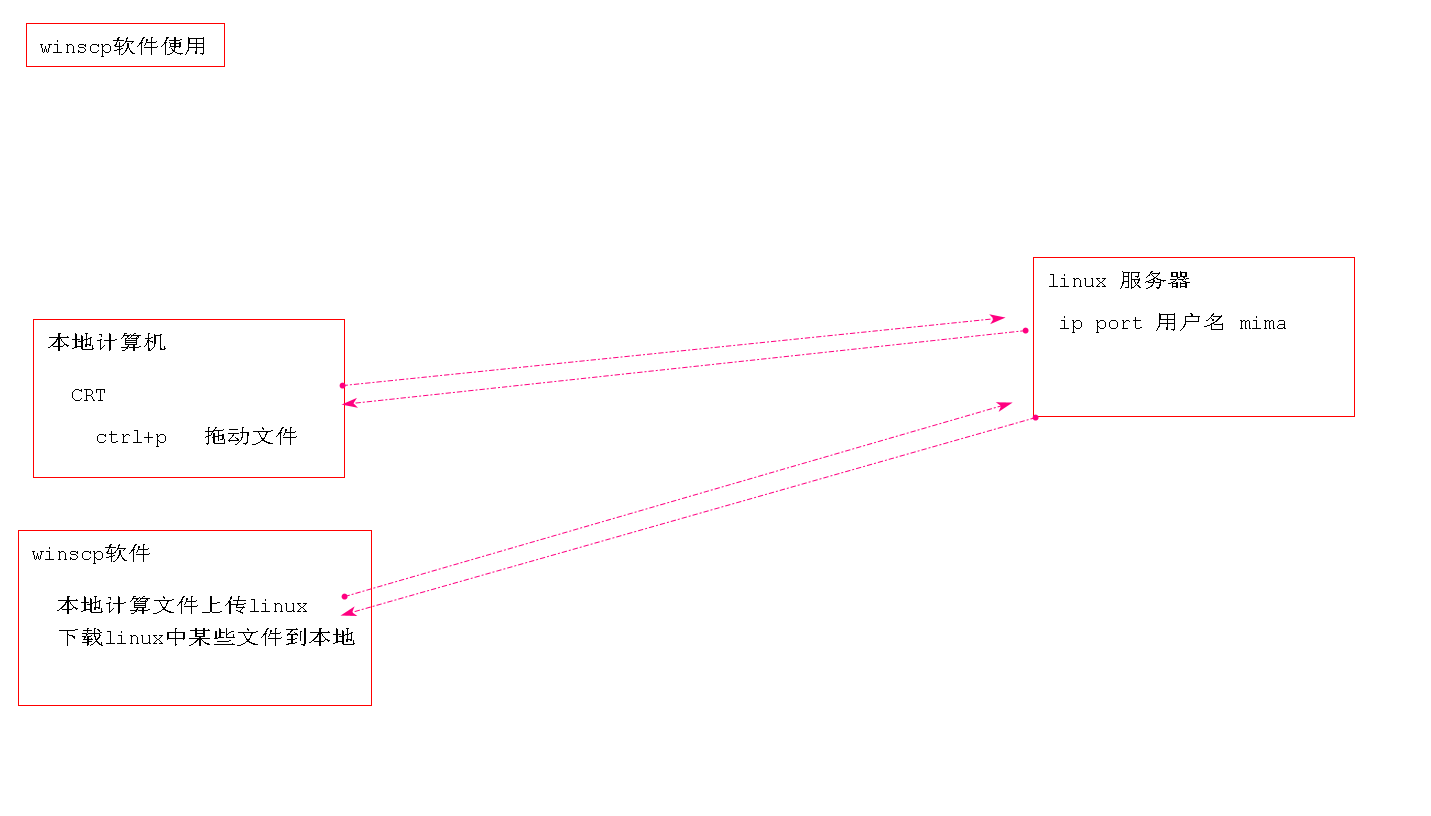 winscp软件使用
linux 服务器
ip port 用户名 mima
本地计算机
CRT
ctrl+p 拖动文件
winscp软件
本地计算文件上传linux
下载linux中某些文件到本地